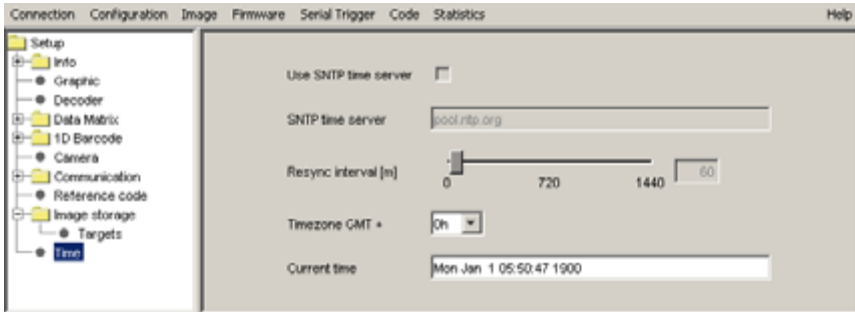 Connection Configuration Image Firmware Serial Trigger Code Statistics Help
Setup
Info
Graphic
Decoder
Data Matrix
1D Barcode
Camera
Communication
Reference code
Image storage
Targets
Time
Use SNTP time server
SNTP time server pool.ntp.org
Resync interval [m] 60
0 720 1440
Timezone GMT + 0h
Current time Mon Jan 1 05:50:47 1900